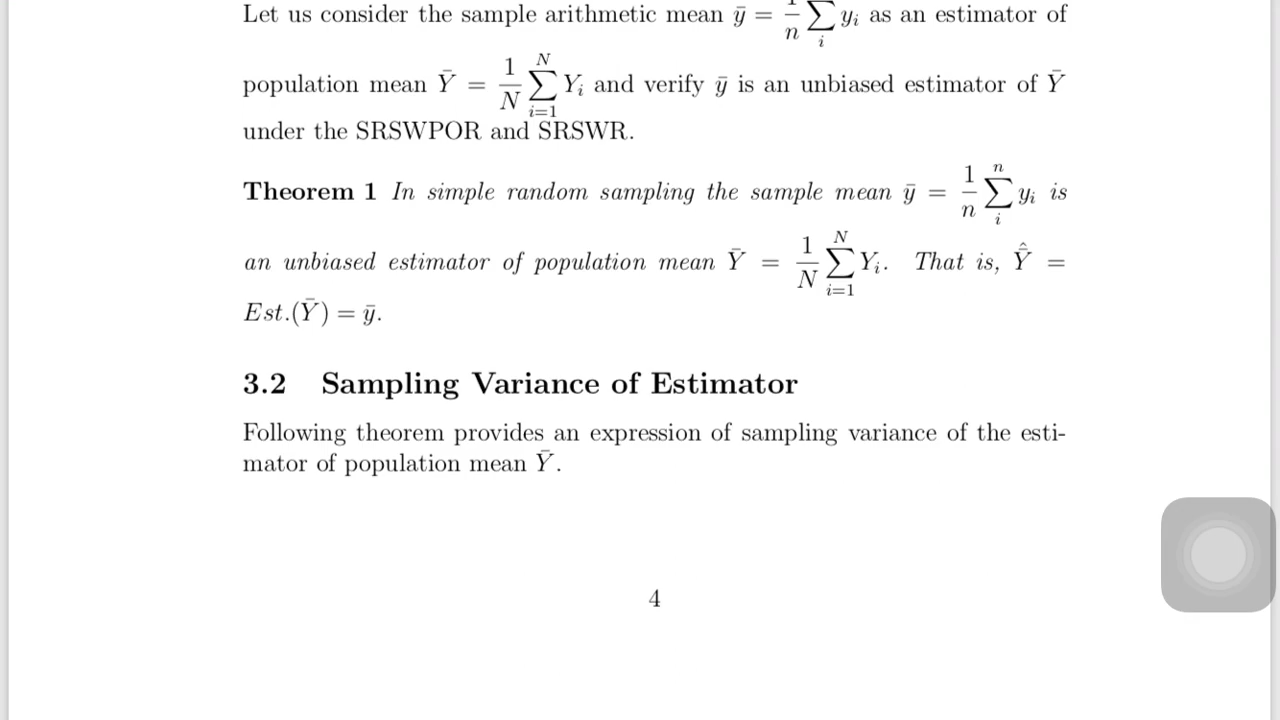 Let us consider the sample arithmetic mean ȳ = 1/n ∑_i y_i as an estimator of
population mean Ȳ = 1/N ∑_{i=1}^{N} Y_i and verify ȳ is an unbiased estimator of Ȳ
under the SRSWPOR and SRSWR.
Theorem 1 In simple random sampling the sample mean ȳ = 1/n ∑_i^n y_i is
an unbiased estimator of population mean Ȳ = 1/N ∑_{i=1}^{N} Y_i. That is, Ȳ̂ =
Est.(Ȳ) = ȳ.
3.2 Sampling Variance of Estimator
Following theorem provides an expression of sampling variance of the esti-
mator of population mean Ȳ.
4